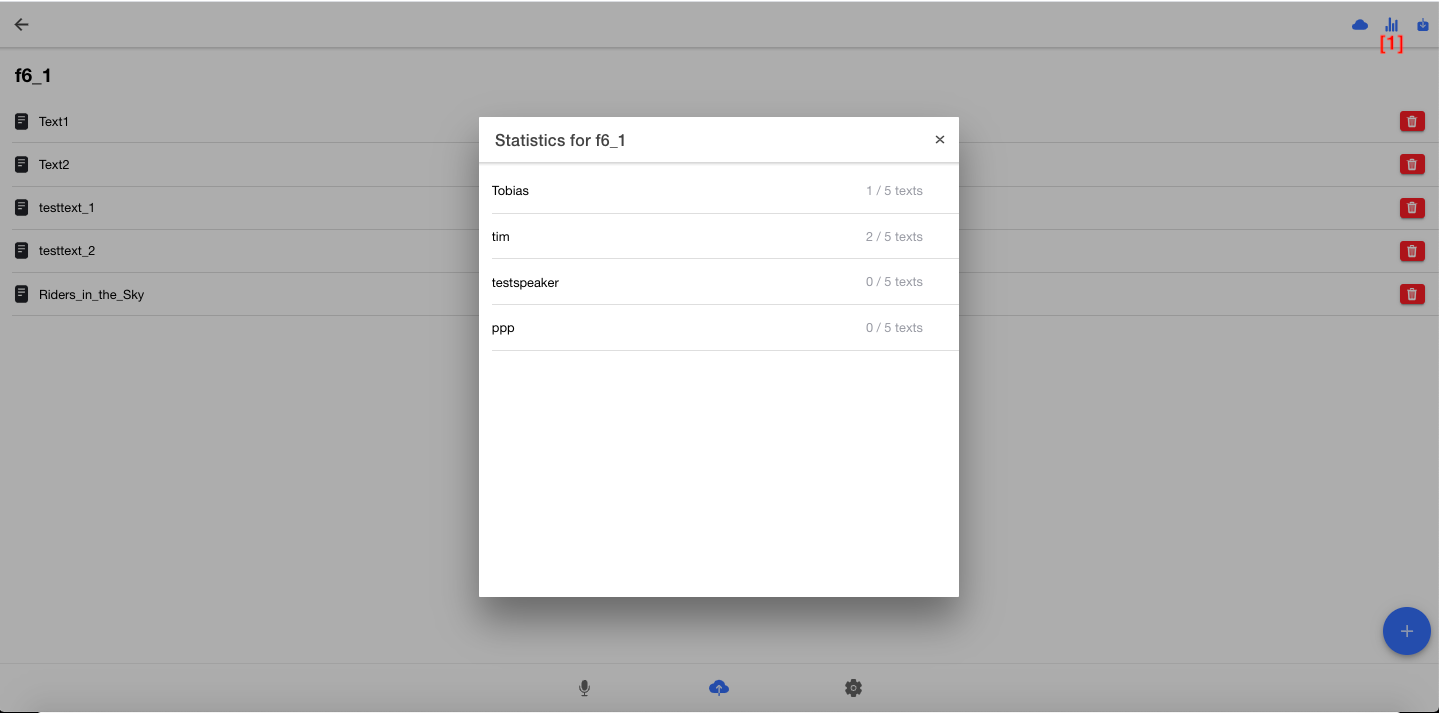 [1]
f6_1
Text1
Text2
testtext_1
testtext_2
Riders_in_the_Sky
Statistics for f6_1
Tobias 1 / 5 texts
tim 2 / 5 texts
testspeaker 0 / 5 texts
ppp 0 / 5 texts